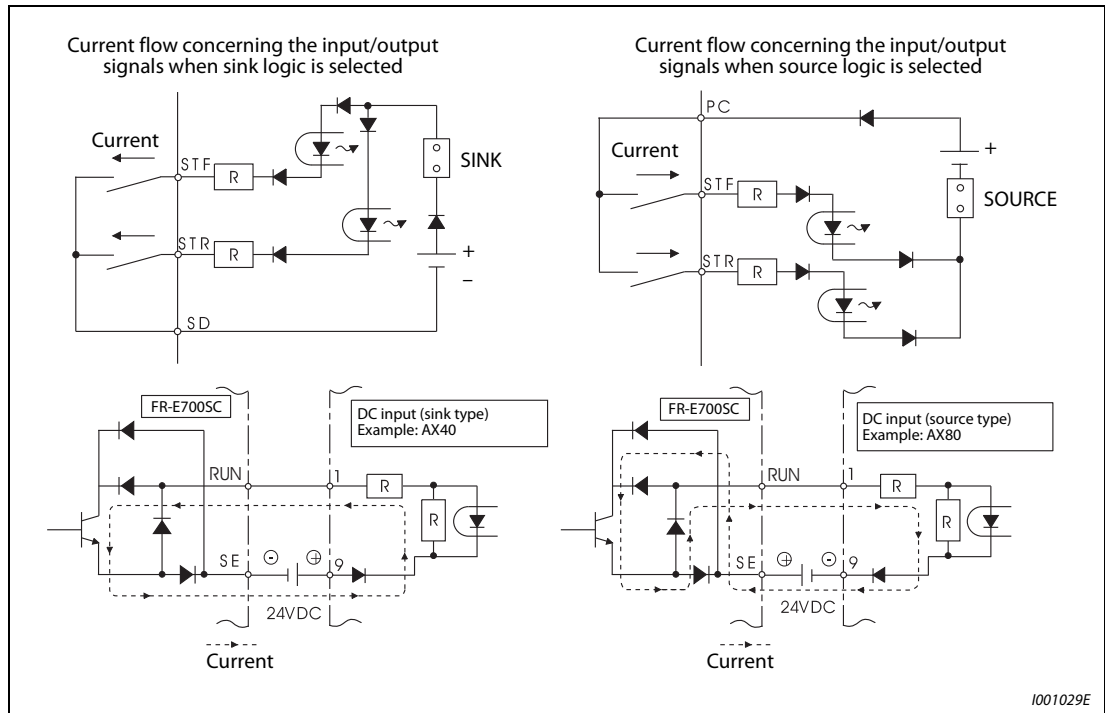 Current flow concerning the input/output
signals when sink logic is selected
Current
STF
R
SINK
STR
R
+
–
SD
Current flow concerning the input/output
signals when source logic is selected
PC
Current
+
STF
R
SOURCE
STR
R
FR-E700SC
DC input (sink type)
Example: AX40
RUN
1
R
R
SE
-
+
9
24VDC
Current
FR-E700SC
DC input (source type)
Example: AX80
RUN
1
R
R
SE
+
-
9
24VDC
Current
I001029E